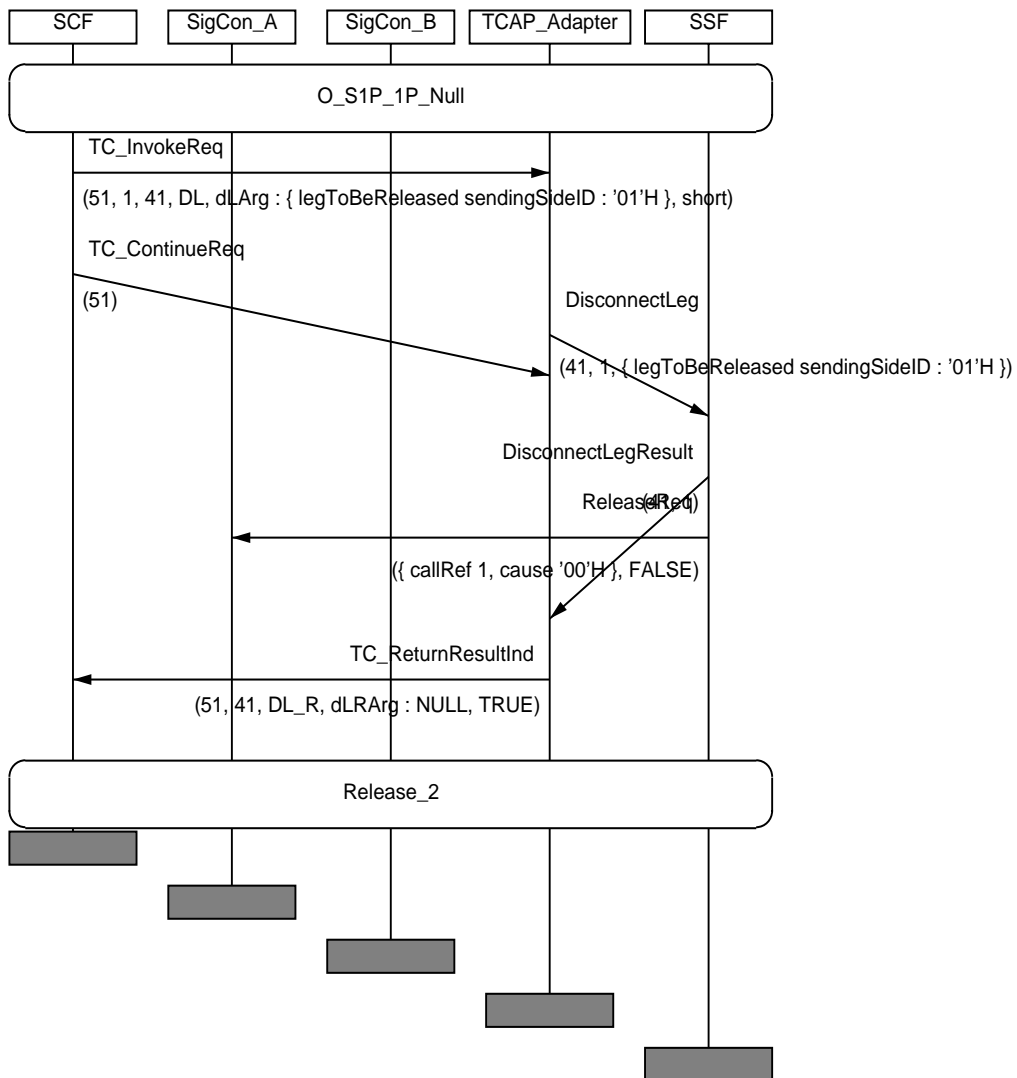 SCF SigCon_A SigCon_B TCAP_Adapter SSF
O_S1P_1P_Null
TC_InvokeReq
(51, 1, 41, DL, dLArg : { legToBeReleased sendingSideID : '01'H }, short)
TC_ContinueReq
(51)
DisconnectLeg
(41, 1, { legToBeReleased sendingSideID : '01'H })
DisconnectLegResult
ReleaseReq
({ callRef 1, cause '00'H }, FALSE)
TC_ReturnResultInd
(51, 41, DL_R, dLRArg : NULL, TRUE)
Release_2